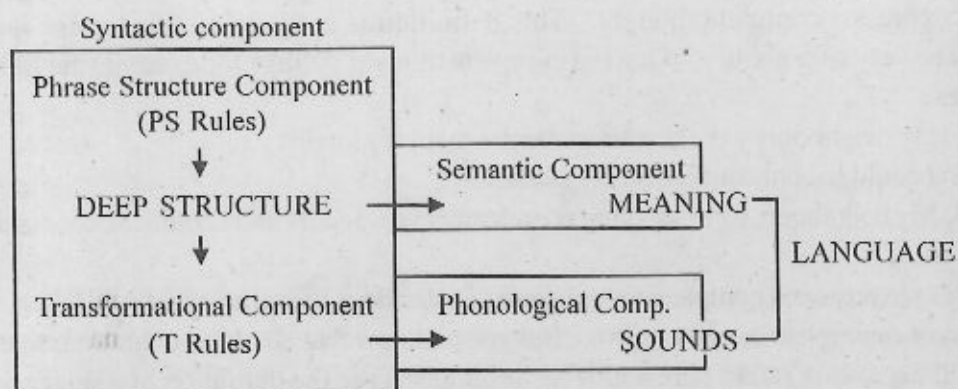 Syntactic component
Phrase Structure Component
(PS Rules)
Semantic Component
DEEP STRUCTURE
MEANING
LANGUAGE
Transformational Component
Phonological Comp.
(T Rules)
SOUNDS